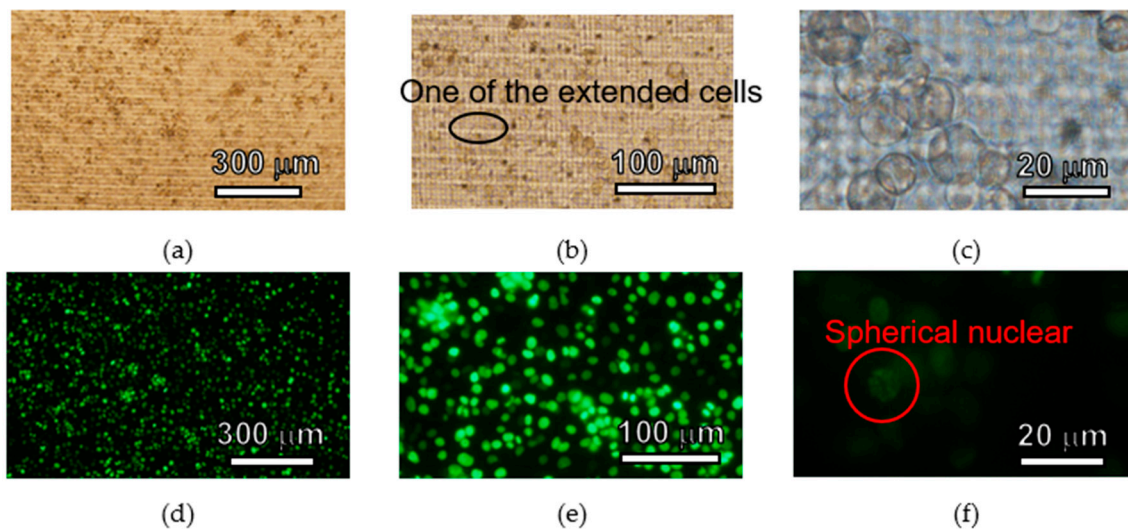 300 μm
One of the extended cells
100 μm
20 μm
(a)
(b)
(c)
300 μm
100 μm
Spherical nuclear
20 μm
(d)
(e)
(f)